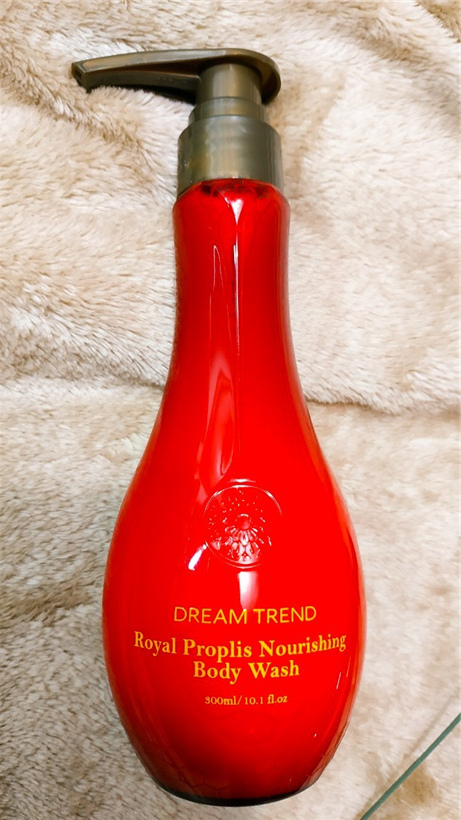 DREAM TREND
Royal Proplis Nourishing
Body Wash
300ml/10.1 fl.oz